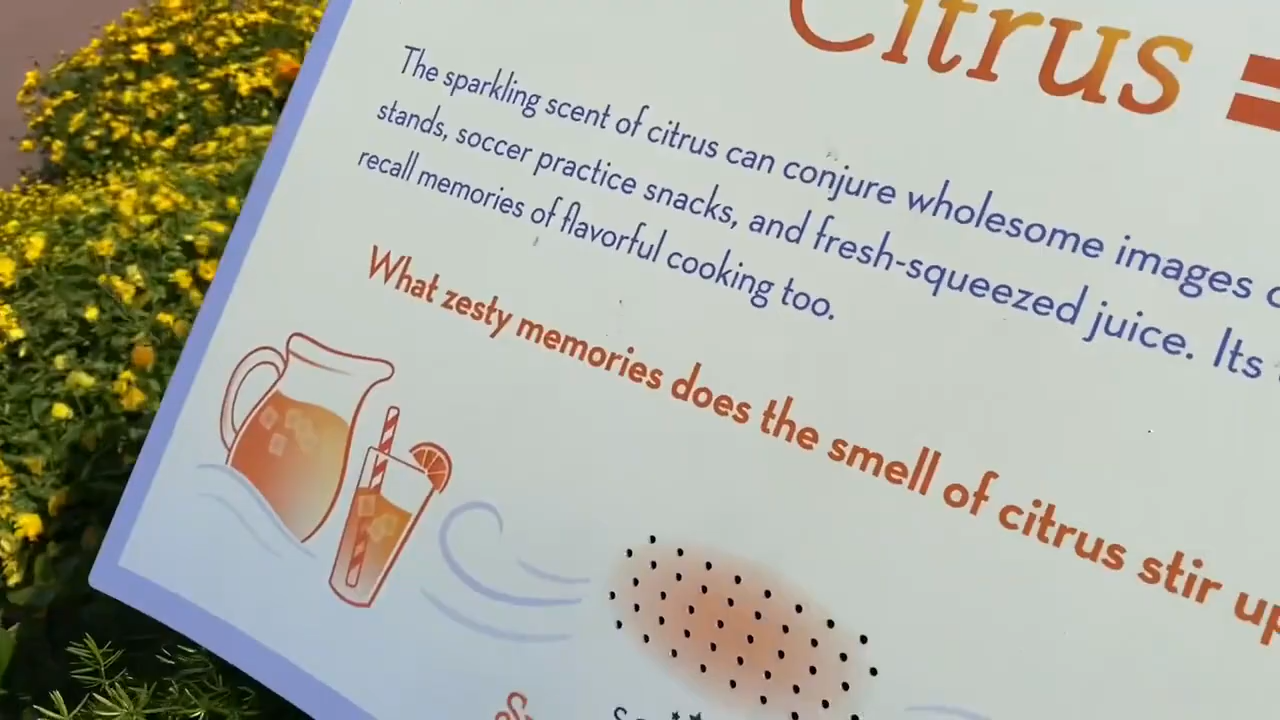 Citrus =
The sparkling scent of citrus can conjure wholesome images
stands, soccer practice snacks, and fresh-squeezed juice. Its
recall memories of flavorful cooking too.
What zesty memories does the smell of citrus stir up